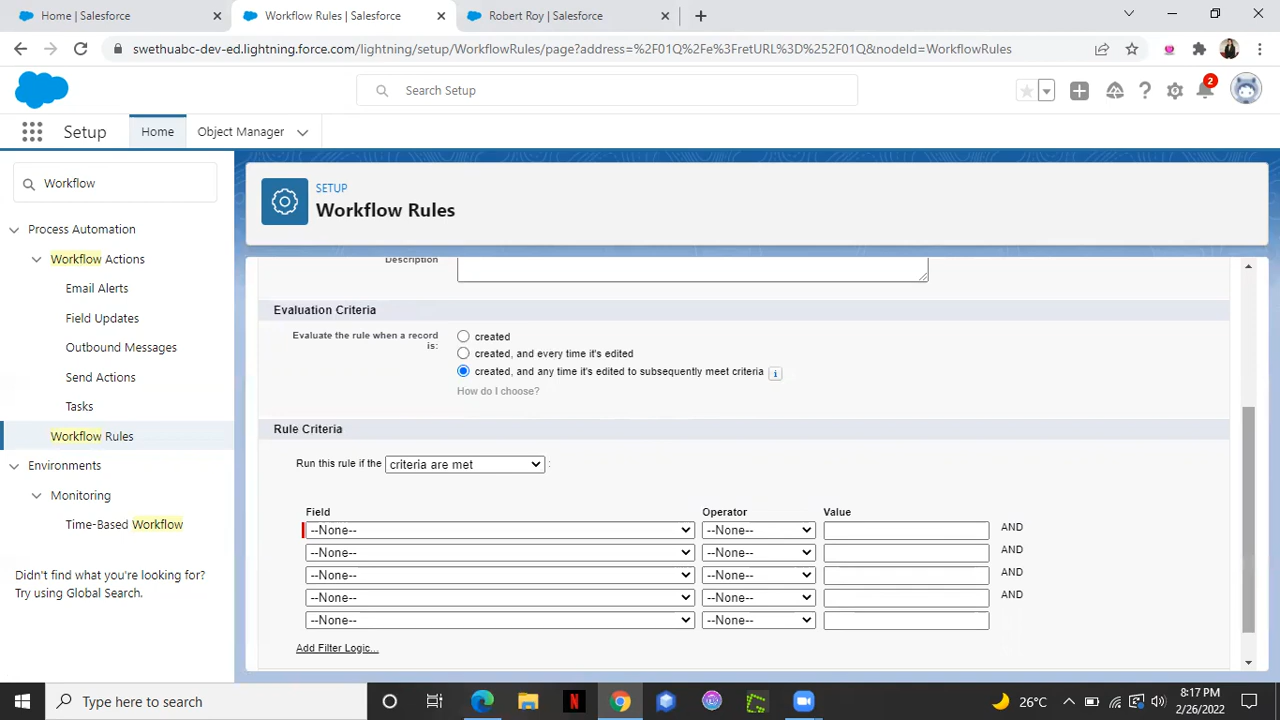 Home | Salesforce
Workflow Rules | Salesforce
Robert Roy | Salesforce
swethuabc-dev-ed.lightning.force.com/lightning/setup/WorkflowRules/page?address=%2F01Q%2Fe%3FretURL%3D%252F01Q&nodeId=WorkflowRules
Search Setup
2
Setup
Home
Object Manager
Workflow
Process Automation
Workflow Actions
Email Alerts
Field Updates
Outbound Messages
Send Actions
Tasks
Workflow Rules
Environments
Monitoring
Time-Based Workflow
Didn't find what you're looking for?
Try using Global Search.
SETUP
Workflow Rules
Description
Evaluation Criteria
Evaluate the rule when a record
is:
created
created, and every time it's edited
created, and any time it's edited to subsequently meet criteria
How do I choose?
Rule Criteria
Run this rule if the criteria are met :
Field Operator Value
--None-- --None-- AND
--None-- --None-- AND
--None-- --None-- AND
--None-- --None-- AND
--None-- --None--
Add Filter Logic...
Type here to search
26°C
8:17 PM
2/26/2022